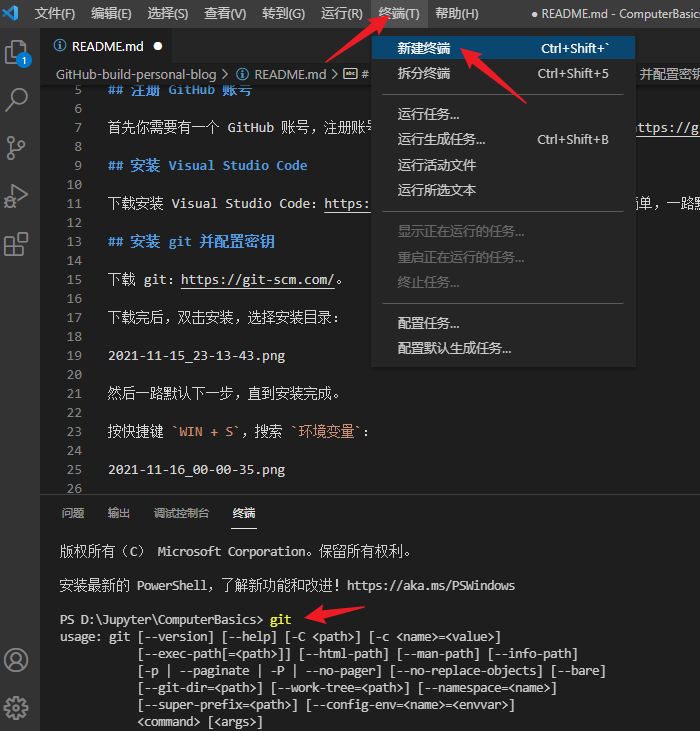 文件(F) 编辑(E) 选择(S) 查看(V) 转到(G) 运行(R) 终端(T) 帮助(H) ● README.md - ComputerBasics
README.md ●
新建终端 Ctrl+Shift+`
拆分终端 Ctrl+Shift+5
运行任务...
运行生成任务... Ctrl+Shift+B
运行活动文件
运行所选文本
显示正在运行的任务...
重启正在运行的任务...
终止任务...
配置任务...
配置默认生成任务...
1
GitHub-build-personal-blog > README.md > # 并配置密钥
5 ## 注册 GitHub 账号
6
7 首先你需要有一个 GitHub 账号，注册账号 https://g
8
9 ## 安装 Visual Studio Code
10
11 下载安装 Visual Studio Code：https: 单，一路默
12
13 ## 安装 git 并配置密钥
14
15 下载 git：https://git-scm.com/。
16
17 下载完后，双击安装，选择安装目录：
18
19 2021-11-15_23-13-43.png
20
21 然后一路默认下一步，直到安装完成。
22
23 按快捷键 `WIN + S`，搜索 `环境变量`：
24
25 2021-11-16_00-00-35.png
26
问题 输出 调试控制台 终端
版权所有（C） Microsoft Corporation。保留所有权利。
安装最新的 PowerShell，了解新功能和改进！https://aka.ms/PSWindows
PS D:\Jupyter\ComputerBasics> git
usage: git [--version] [--help] [-C <path>] [-c <name>=<value>]
[--exec-path[=<path>]] [--html-path] [--man-path] [--info-path]
[-p | --paginate | -P | --no-pager] [--no-replace-objects] [--bare]
[--git-dir=<path>] [--work-tree=<path>] [--namespace=<name>]
[--super-prefix=<path>] [--config-env=<name>=<envvar>]
<command> [<args>]